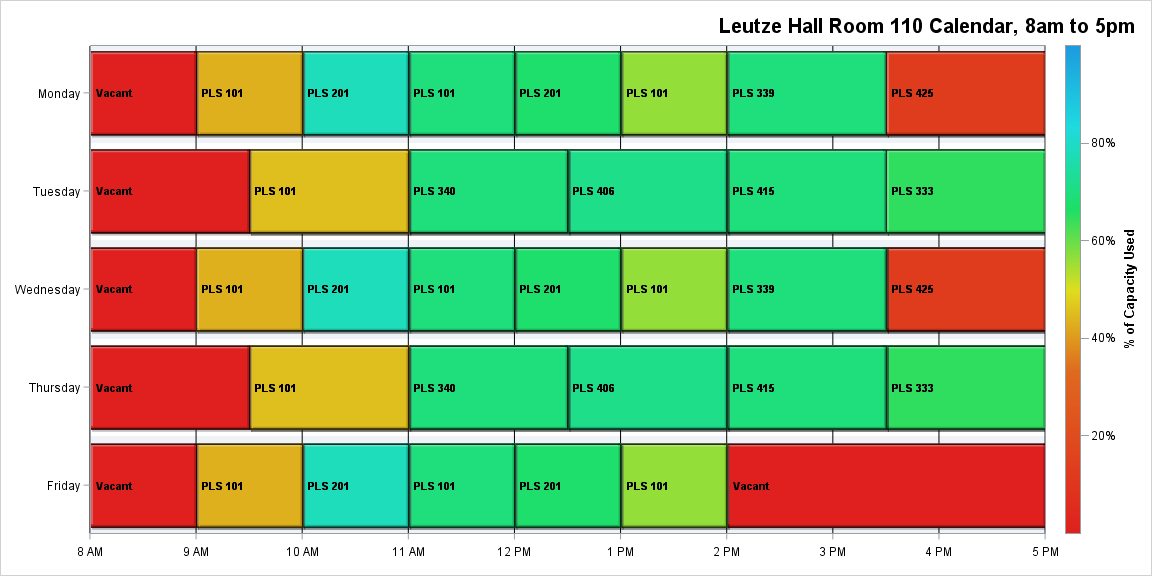 Leutze Hall Room 110 Calendar, 8am to 5pm
Monday
Vacant PLS 101 PLS 201 PLS 101 PLS 201 PLS 101 PLS 339 PLS 425
Tuesday
Vacant PLS 101 PLS 340 PLS 406 PLS 415 PLS 333
Wednesday
Vacant PLS 101 PLS 201 PLS 101 PLS 201 PLS 101 PLS 339 PLS 425
Thursday
Vacant PLS 101 PLS 340 PLS 406 PLS 415 PLS 333
Friday
Vacant PLS 101 PLS 201 PLS 101 PLS 201 PLS 101 Vacant
8 AM 9 AM 10 AM 11 AM 12 PM 1 PM 2 PM 3 PM 4 PM 5 PM
80%
60%
40%
20%
% of Capacity Used